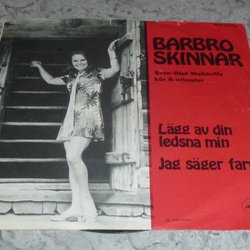 BARBRO
SKINNAR
Sven-Olof Walldoffs
kör & orkester
Lägg av din
ledsna min
Jag säger far